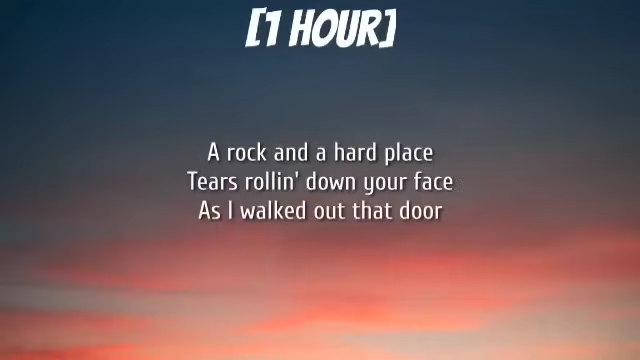 [1 HOUR]
A rock and a hard place
Tears rollin' down your face
As I walked out that door